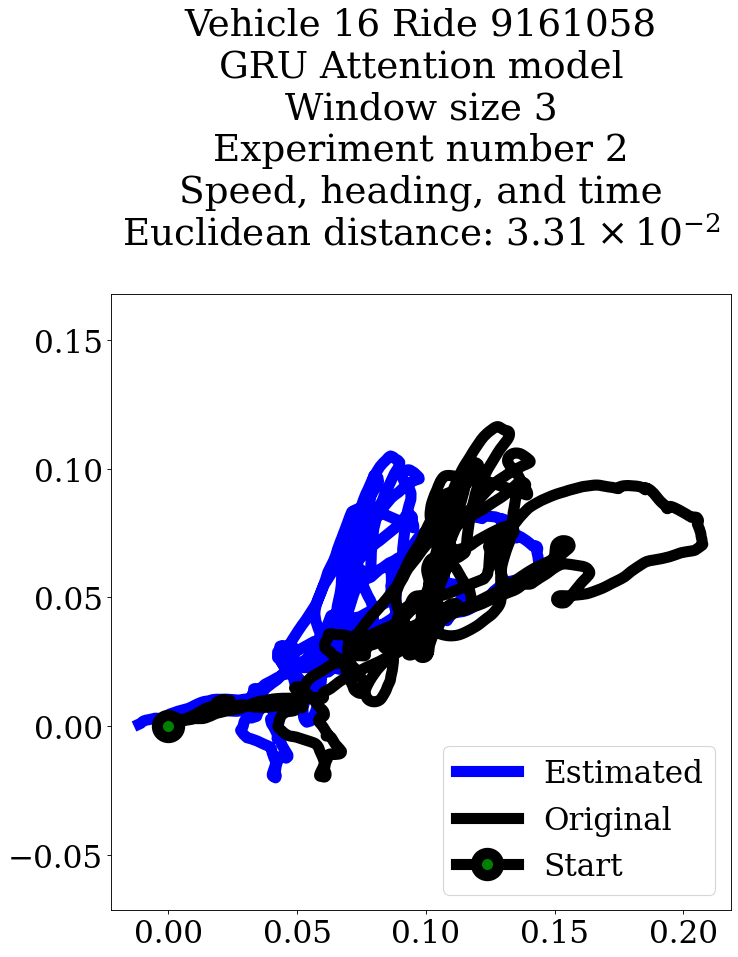 Vehicle 16 Ride 9161058
GRU Attention model
Window size 3
Experiment number 2
Speed, heading, and time
Euclidean distance: 3.31 × 10⁻²
0.15
0.10
0.05
0.00
−0.05
Estimated
Original
Start
0.00 0.05 0.10 0.15 0.20